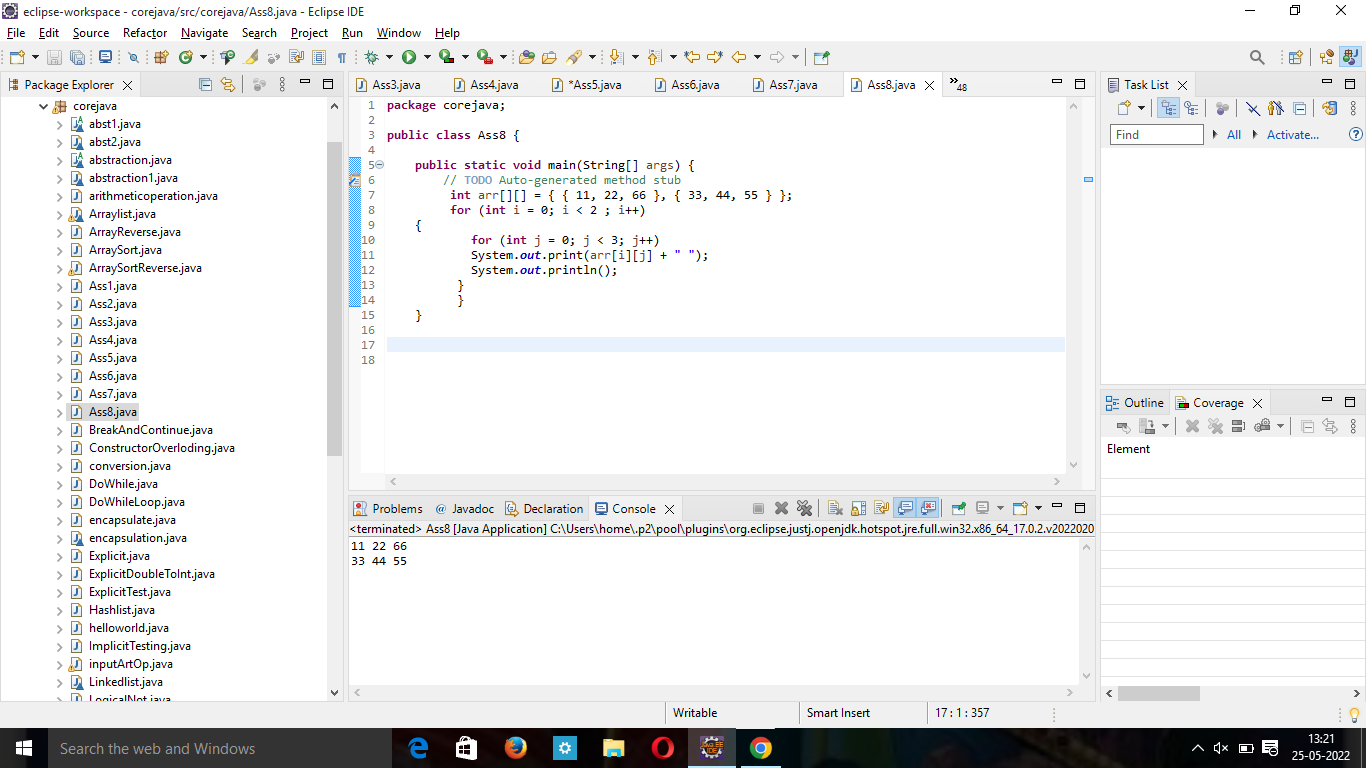 eclipse-workspace - corejava/src/corejava/Ass8.java - Eclipse IDE
File Edit Source Refactor Navigate Search Project Run Window Help
Package Explorer
corejava
abst1.java
abst2.java
abstraction.java
abstraction1.java
arithmeticoperation.java
Arraylist.java
ArrayReverse.java
ArraySort.java
ArraySortReverse.java
Ass1.java
Ass2.java
Ass3.java
Ass4.java
Ass5.java
Ass6.java
Ass7.java
Ass8.java
BreakAndContinue.java
ConstructorOverloding.java
conversion.java
DoWhile.java
DoWhileLoop.java
encapsulate.java
encapsulation.java
Explicit.java
ExplicitDoubleToInt.java
ExplicitTest.java
Hashlist.java
helloworld.java
ImplicitTesting.java
inputArtOp.java
Linkedlist.java
LogicalNot.java
Ass3.java Ass4.java *Ass5.java Ass6.java Ass7.java Ass8.java »48
1 package corejava;
2
3 public class Ass8 {
4
5 public static void main(String[] args) {
6 // TODO Auto-generated method stub
7 int arr[][] = { { 11, 22, 66 }, { 33, 44, 55 } };
8 for (int i = 0; i < 2 ; i++)
9 {
10 for (int j = 0; j < 3; j++)
11 System.out.print(arr[i][j] + " ");
12 System.out.println();
13 }
14 }
15 }
16
17
18
Problems @ Javadoc Declaration Console
<terminated> Ass8 [Java Application] C:\Users\home\.p2\pool\plugins\org.eclipse.justj.openjdk.hotspot.jre.full.win32.x86_64_17.0.2.v2022020
11 22 66
33 44 55
Task List
Find All Activate... ?
Outline Coverage
Element
Writable Smart Insert 17 : 1 : 357
Search the web and Windows
JAVA EE
IDE
13:21
25-05-2022